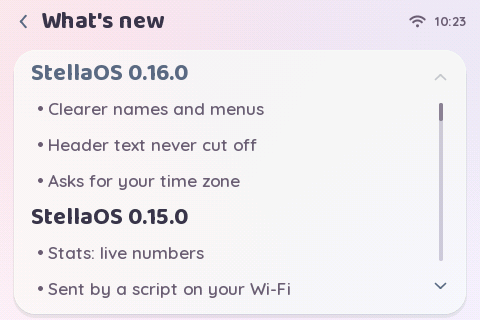 What's new
10:23
StellaOS 0.16.0
• Clearer names and menus
• Header text never cut off
• Asks for your time zone
StellaOS 0.15.0
• Stats: live numbers
• Sent by a script on your Wi-Fi